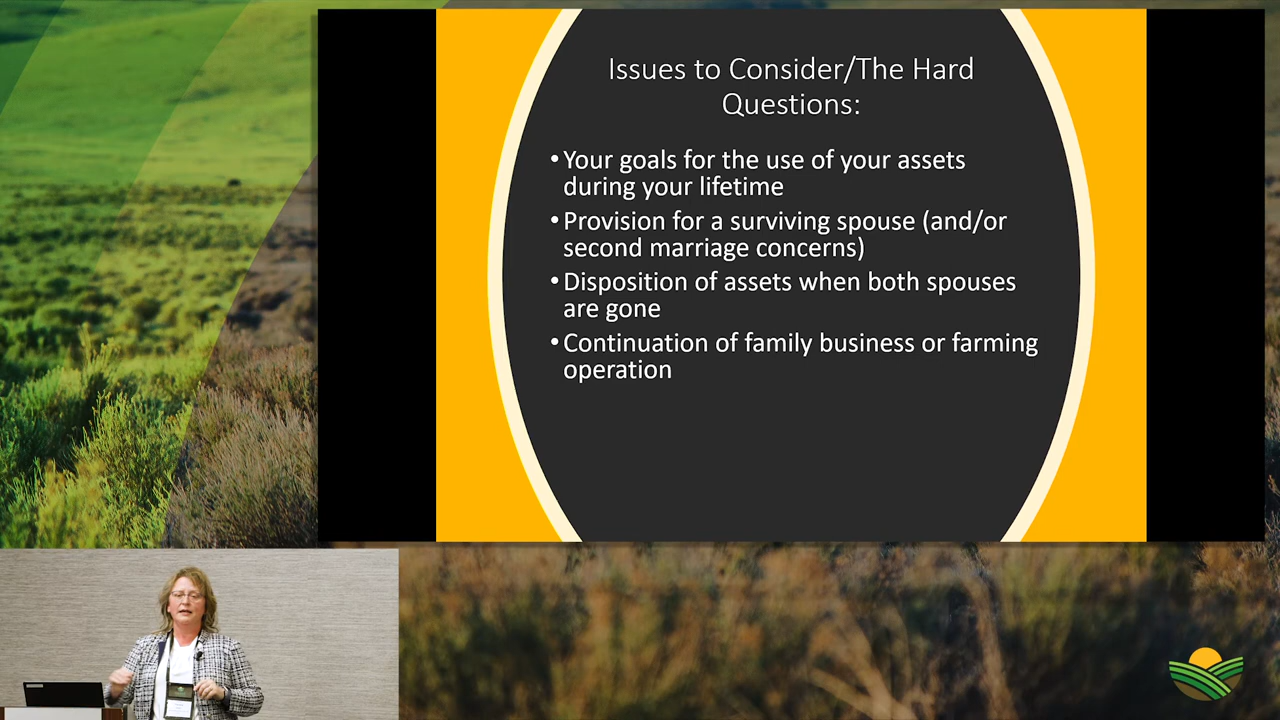 Issues to Consider/The Hard
Questions:
•Your goals for the use of your assets
during your lifetime
•Provision for a surviving spouse (and/or
second marriage concerns)
•Disposition of assets when both spouses
are gone
•Continuation of family business or farming
operation